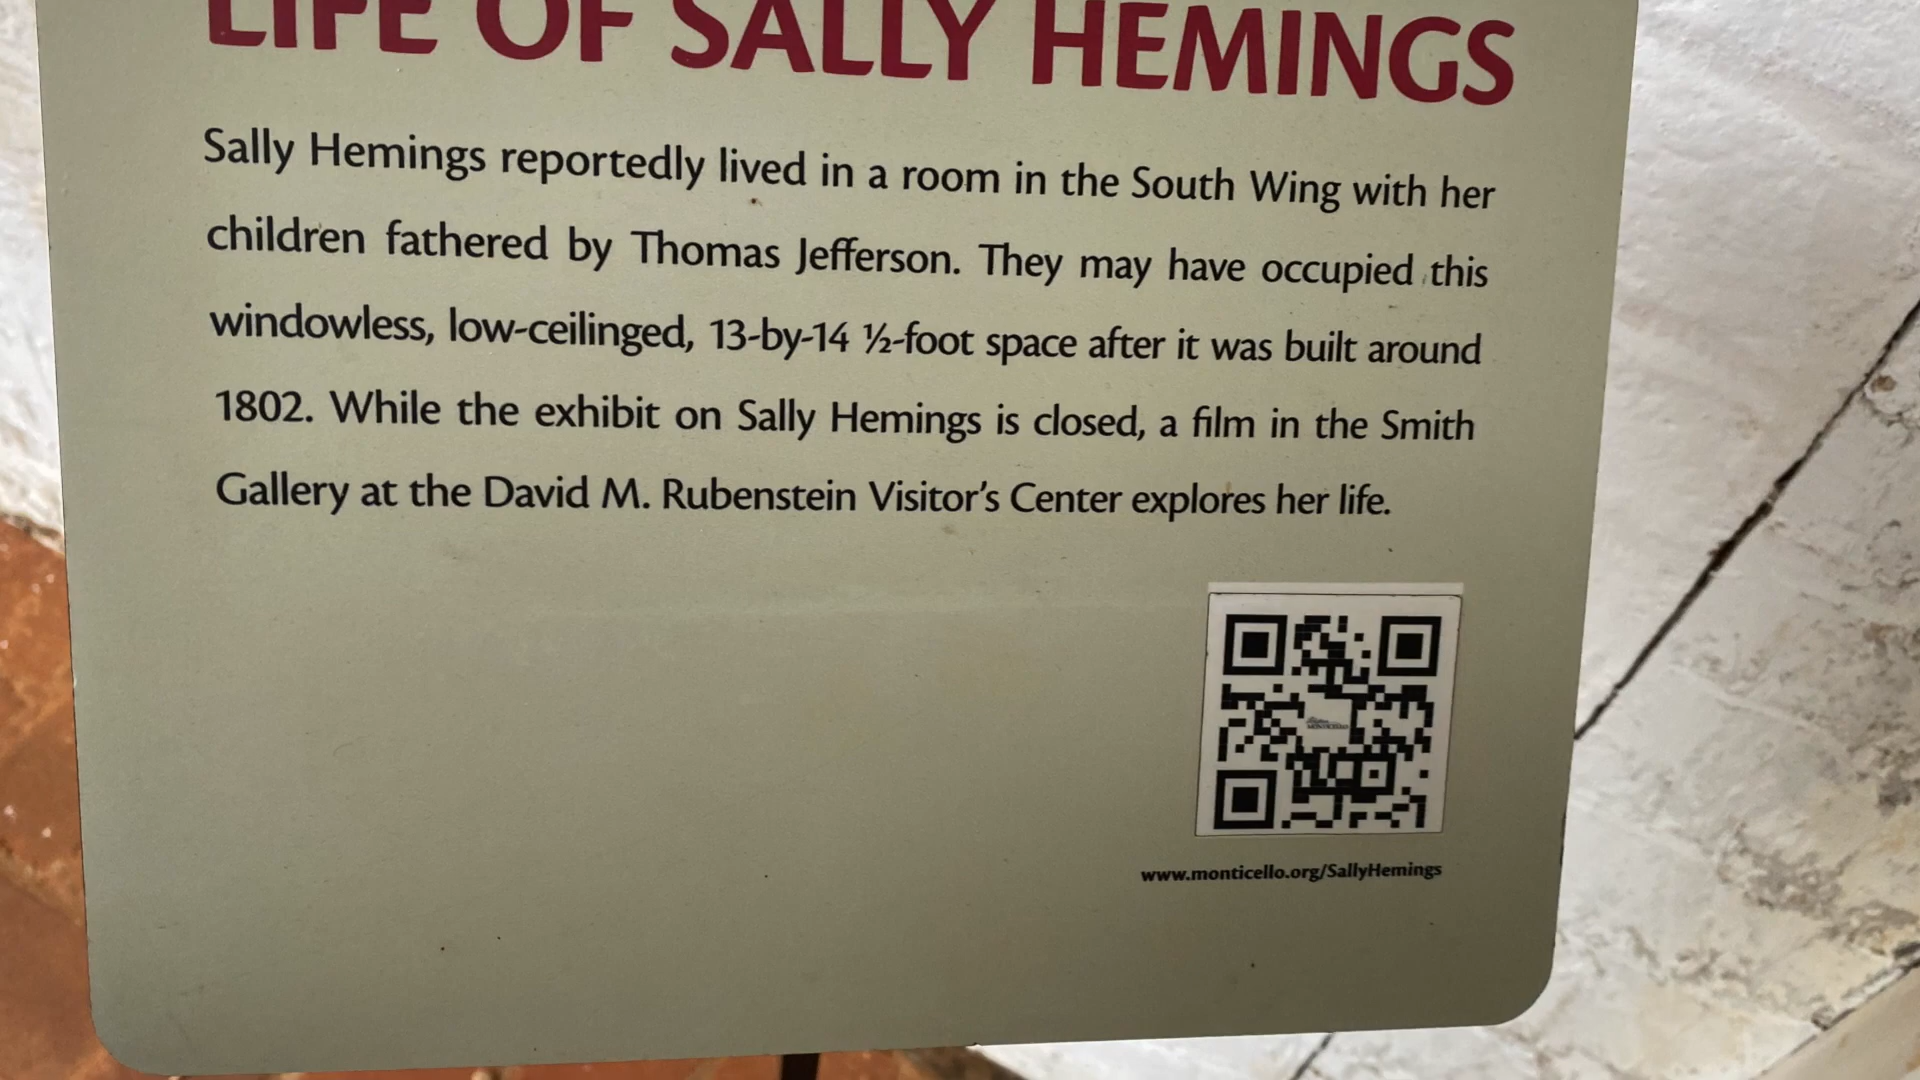 LIFE OF SALLY HEMINGS
Sally Hemings reportedly lived in a room in the South Wing with her
children fathered by Thomas Jefferson. They may have occupied this
windowless, low-ceilinged, 13-by-14 ½-foot space after it was built around
1802. While the exhibit on Sally Hemings is closed, a film in the Smith
Gallery at the David M. Rubenstein Visitor's Center explores her life.
MONTICELLO
www.monticello.org/SallyHemings